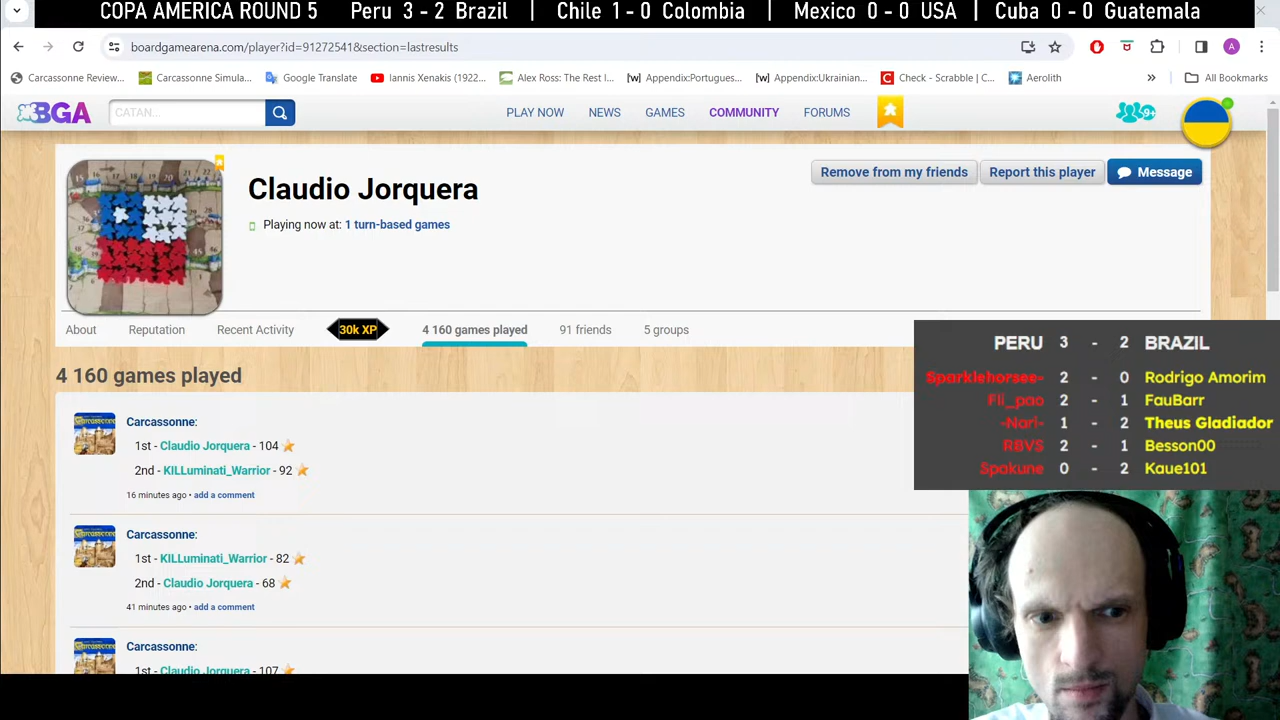 COPA AMERICA ROUND 5 Peru 3 - 2 Brazil | Chile 1 - 0 Colombia | Mexico 0 - 0 USA | Cuba 0 - 0 Guatemala
boardgamearena.com/player?id=91272541&section=lastresults
A
Carcassonne Review... Carcassonne Simula... Google Translate Iannis Xenakis (1922... Alex Ross: The Rest I... [w] Appendix:Portugues... [w] Appendix:Ukrainian... C Check - Scrabble | C... Aerolith » All Bookmarks
BGA CATAN... PLAY NOW NEWS GAMES COMMUNITY FORUMS 9+
Claudio Jorquera
Remove from my friends Report this player Message
Playing now at: 1 turn-based games
About Reputation Recent Activity 30k XP 4 160 games played 91 friends 5 groups
4 160 games played
Carcassonne:
1st - Claudio Jorquera - 104
2nd - KILLuminati_Warrior - 92
16 minutes ago • add a comment
Carcassonne:
1st - KILLuminati_Warrior - 82
2nd - Claudio Jorquera - 68
41 minutes ago • add a comment
Carcassonne:
1st - Claudio Jorquera - 107
PERU 3 - 2 BRAZIL
Sparklehorsee- 2 - 0 Rodrigo Amorim
Fli_pao 2 - 1 FauBarr
-Nari- 1 - 2 Theus Gladiador
RBVS 2 - 1 Besson00
Spokune 0 - 2 Kaue101